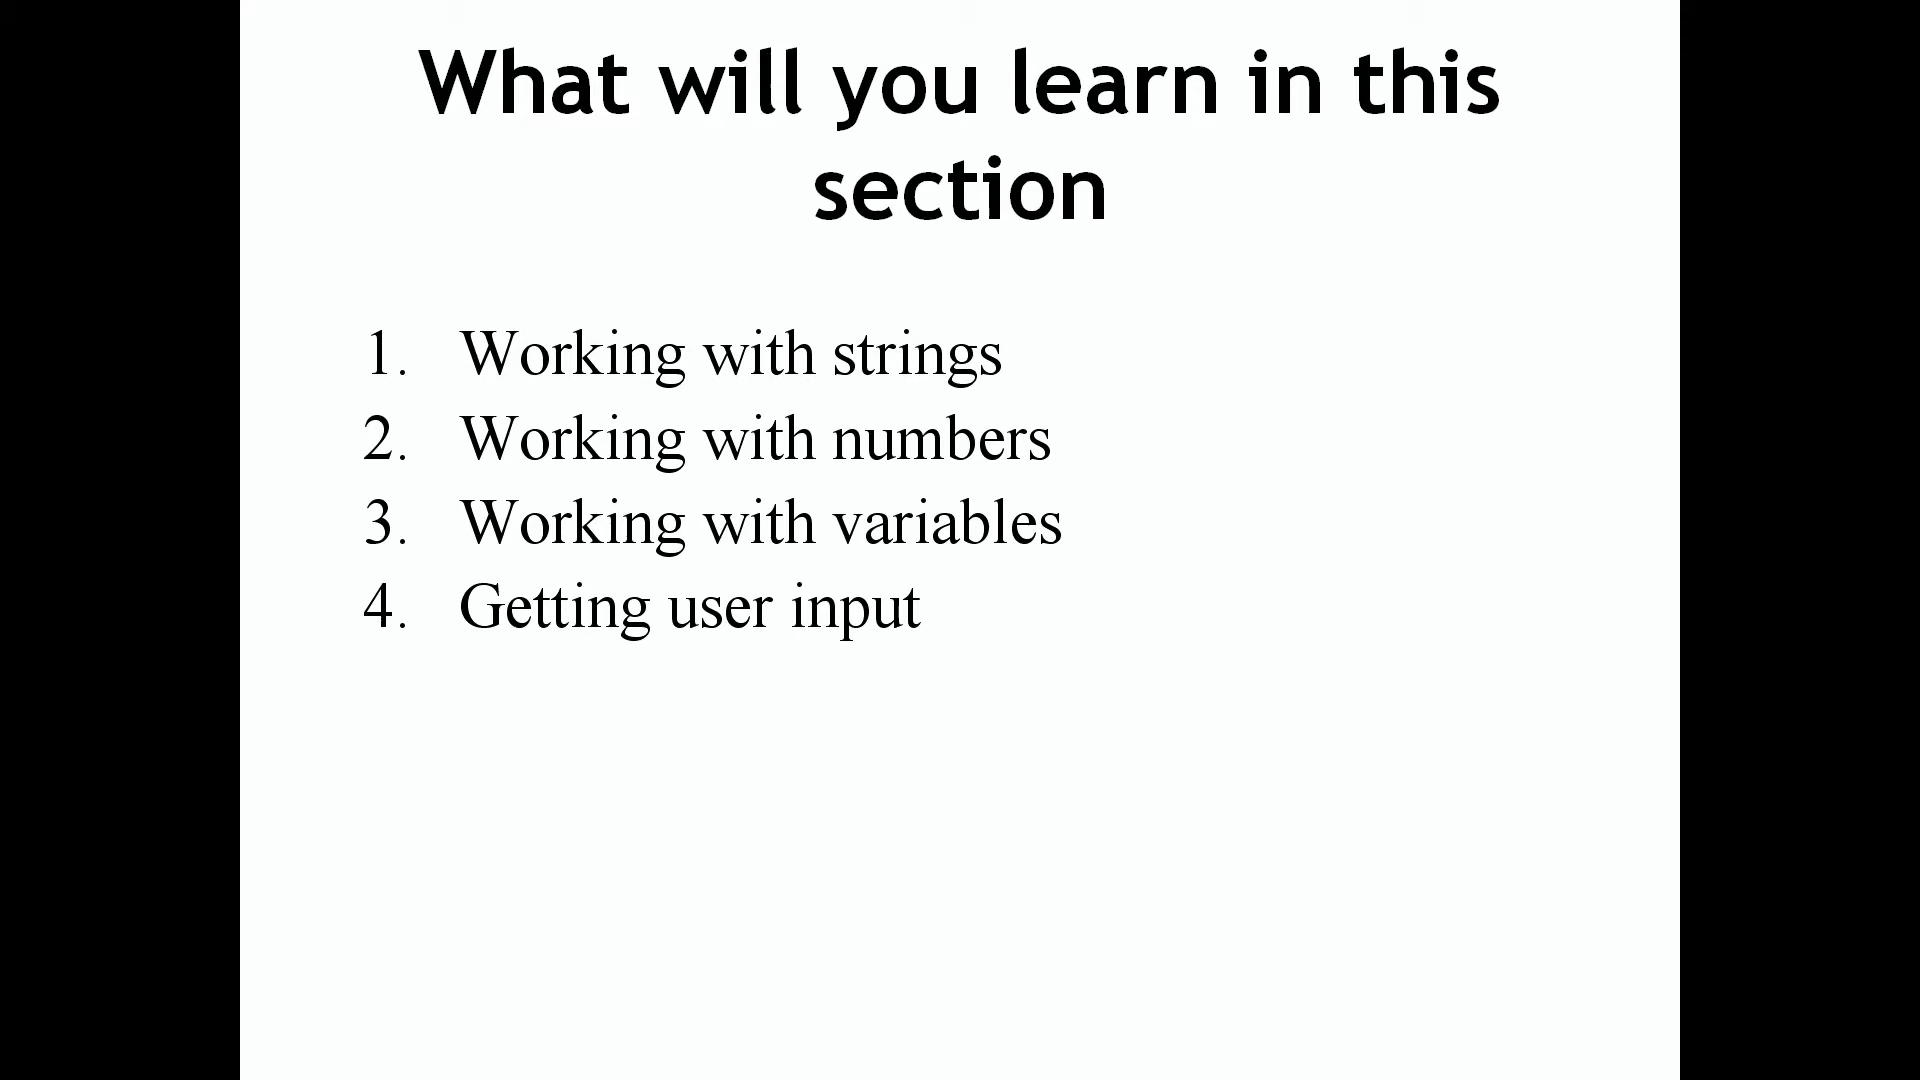 What will you learn in this
section
1. Working with strings
2. Working with numbers
3. Working with variables
4. Getting user input